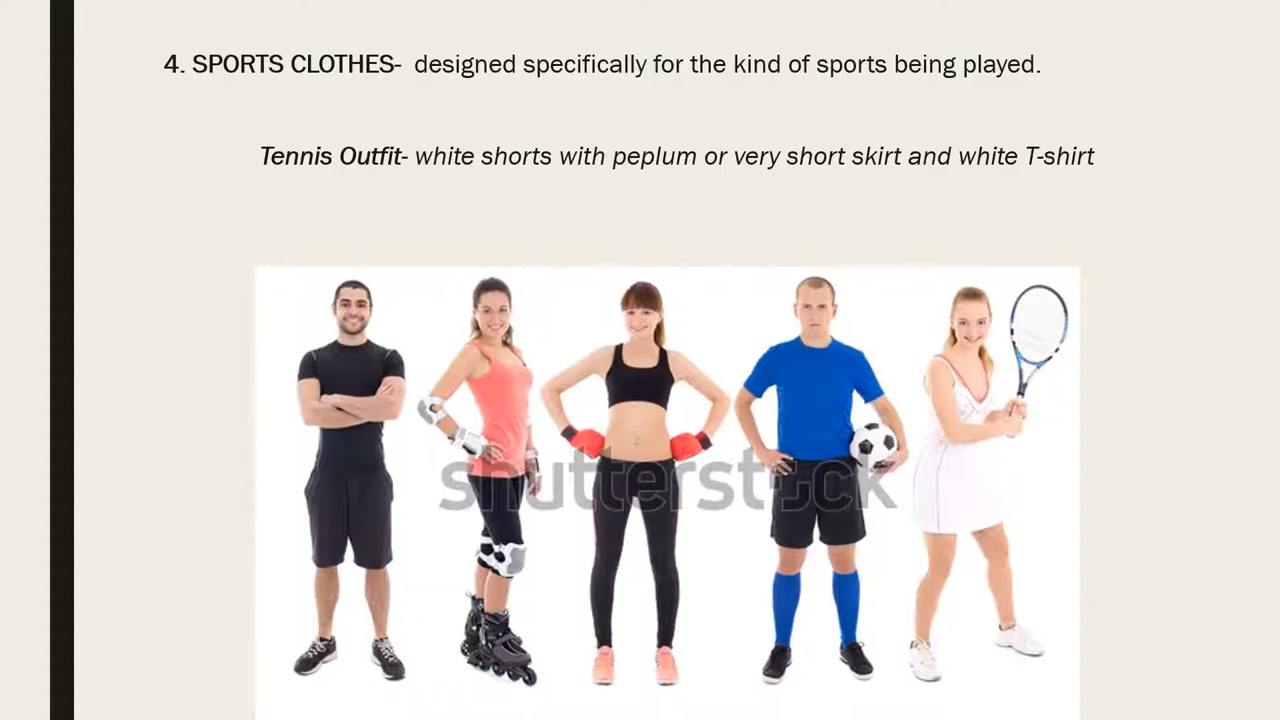 4. SPORTS CLOTHES- designed specifically for the kind of sports being played.
Tennis Outfit- white shorts with peplum or very short skirt and white T-shirt
shutterstock